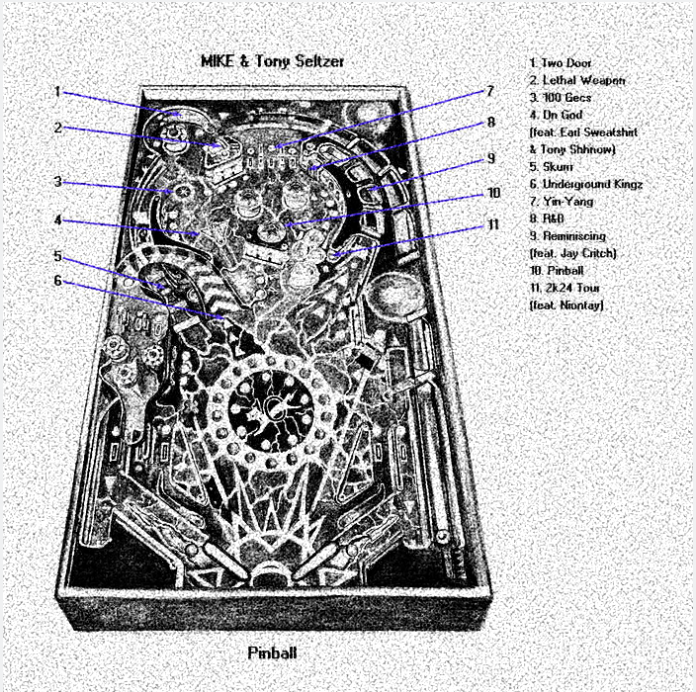 MIKE & Tony Seltzer
1. Two Door
2. Lethal Weapon
3. 100 Gecs
4. On God
(feat. Earl Sweatshirt
& Tony Shhnow)
5. Skurr
6. Underground Kingz
7. Yin-Yang
8. R&B
9. Reminiscing
(feat. Jay Critch)
10. Pinball
11. 2k24 Tour
(feat. Niontay)
1
2
3
4
5
6
7
8
9
10
11
Pinball